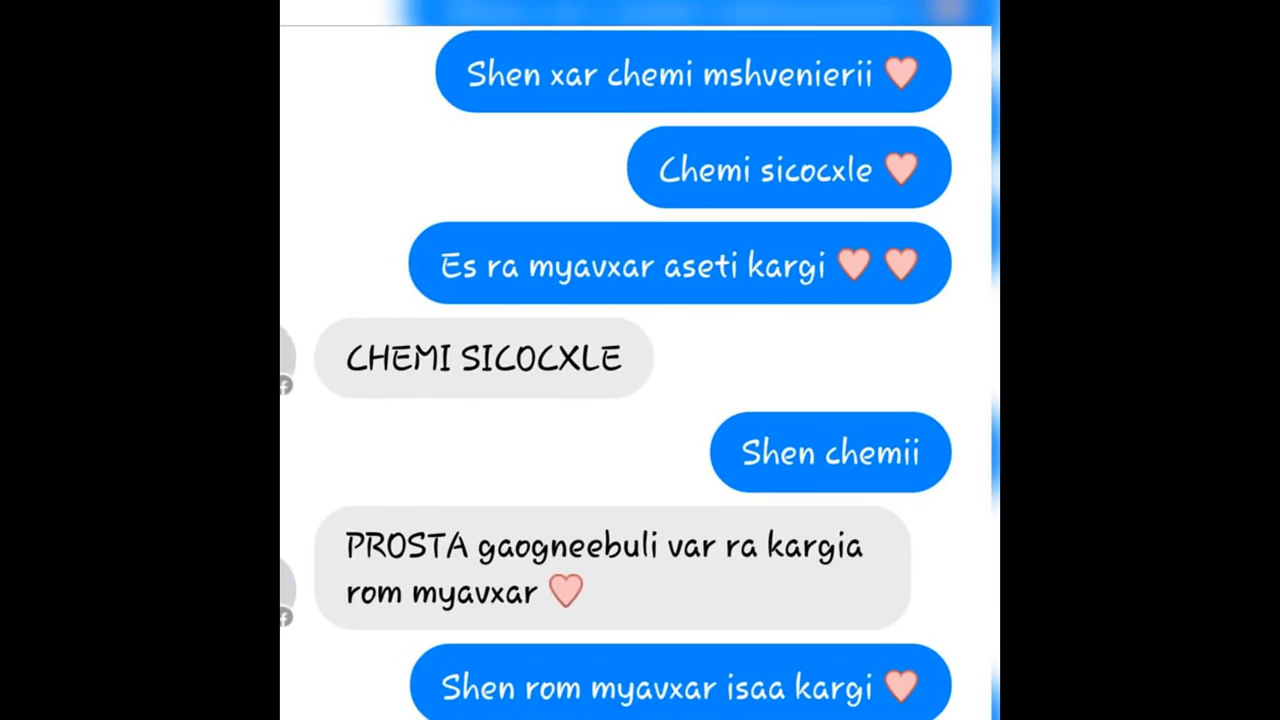 Shen xar chemi mshvenierii 🩷
Chemi sicocxle 🩷
Es ra myavxar aseti kargi 🩷 🩷
CHEMI SICOCXLE
Shen chemii
PROSTA gaogneebuli var ra kargia
rom myavxar 🩷
Shen rom myavxar isaa kargi 🩷